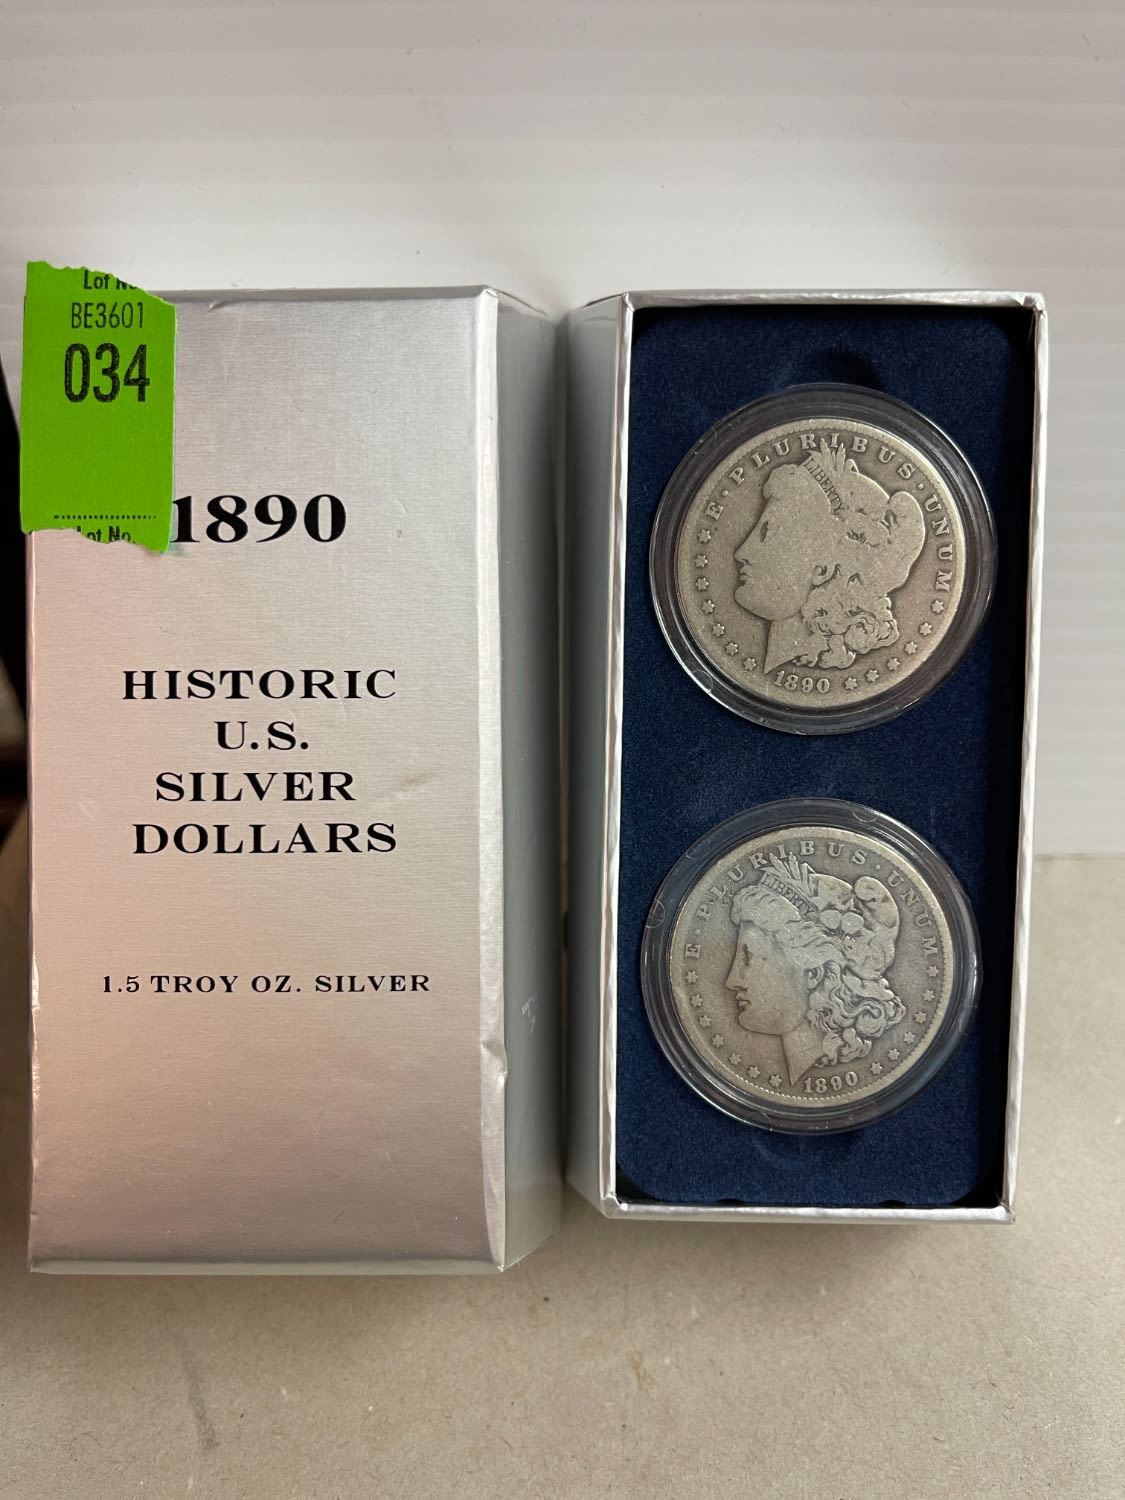 Lot No.
BE3601
034
Lot No.
1890
HISTORIC
U.S.
SILVER
DOLLARS
1.5 TROY OZ. SILVER
E·PLURIBUS·UNUM
LIBERTY
1890
E·PLURIBUS·UNUM
LIBERTY
1890